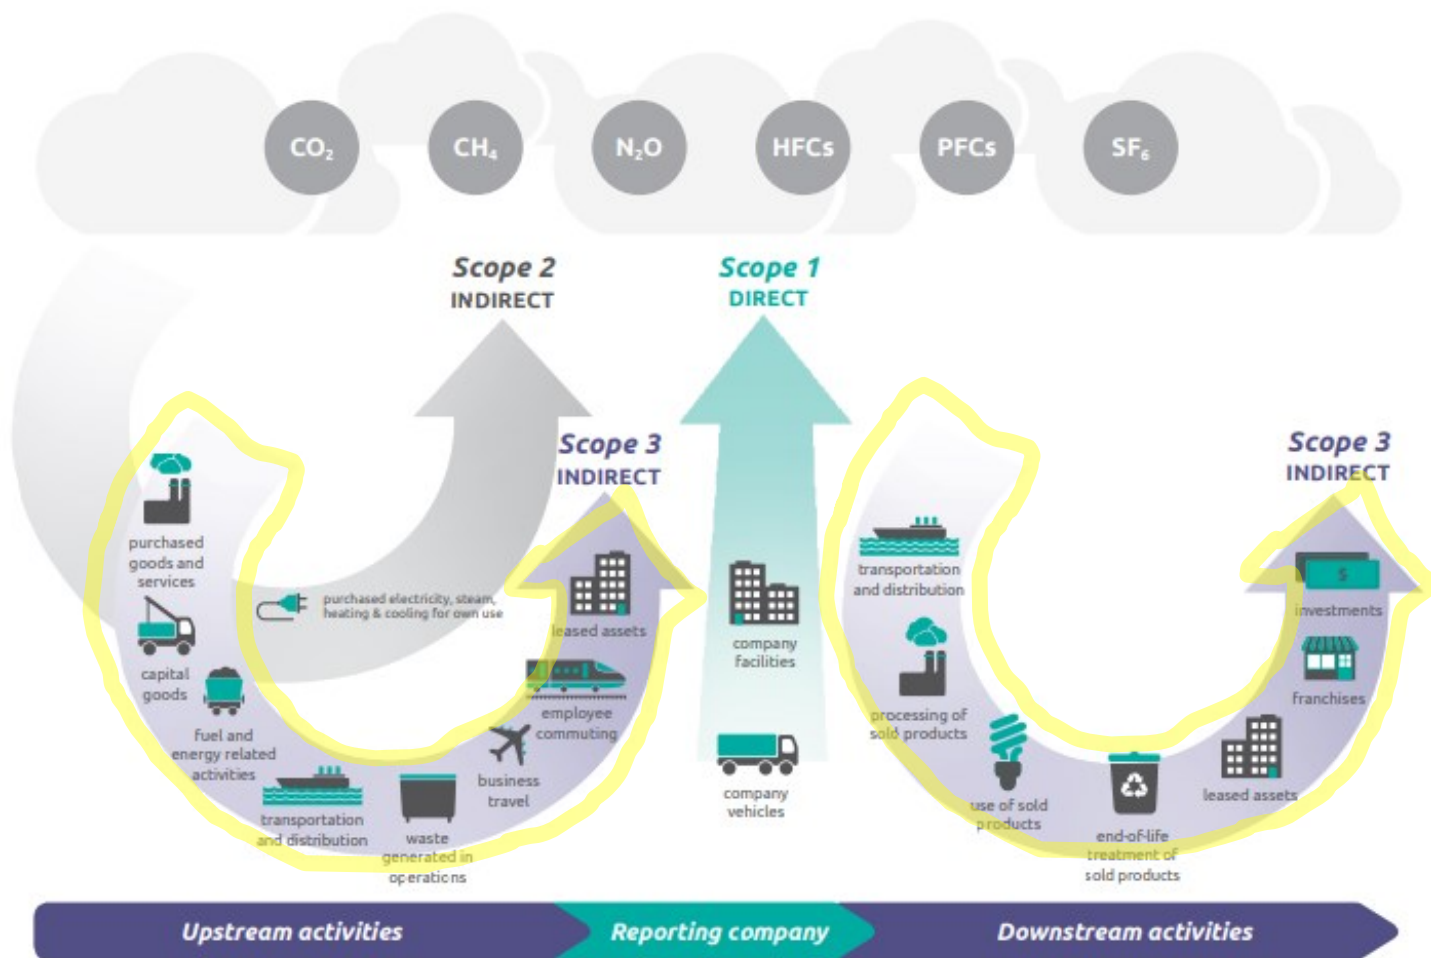 CO₂
CH₄
N₂O
HFCs
PFCs
SF₆
Scope 2
INDIRECT
Scope 1
DIRECT
Scope 3
INDIRECT
Scope 3
INDIRECT
purchased
goods and
services
capital
goods
fuel and
energy related
activities
transportation
and distribution
waste
generated in
operations
business
travel
employee
commuting
leased assets
purchased electricity, steam,
heating & cooling for own use
company
facilities
company
vehicles
transportation
and distribution
processing of
sold products
use of sold
products
end-of-life
treatment of
sold products
leased assets
franchises
$
investments
Upstream activities
Reporting company
Downstream activities